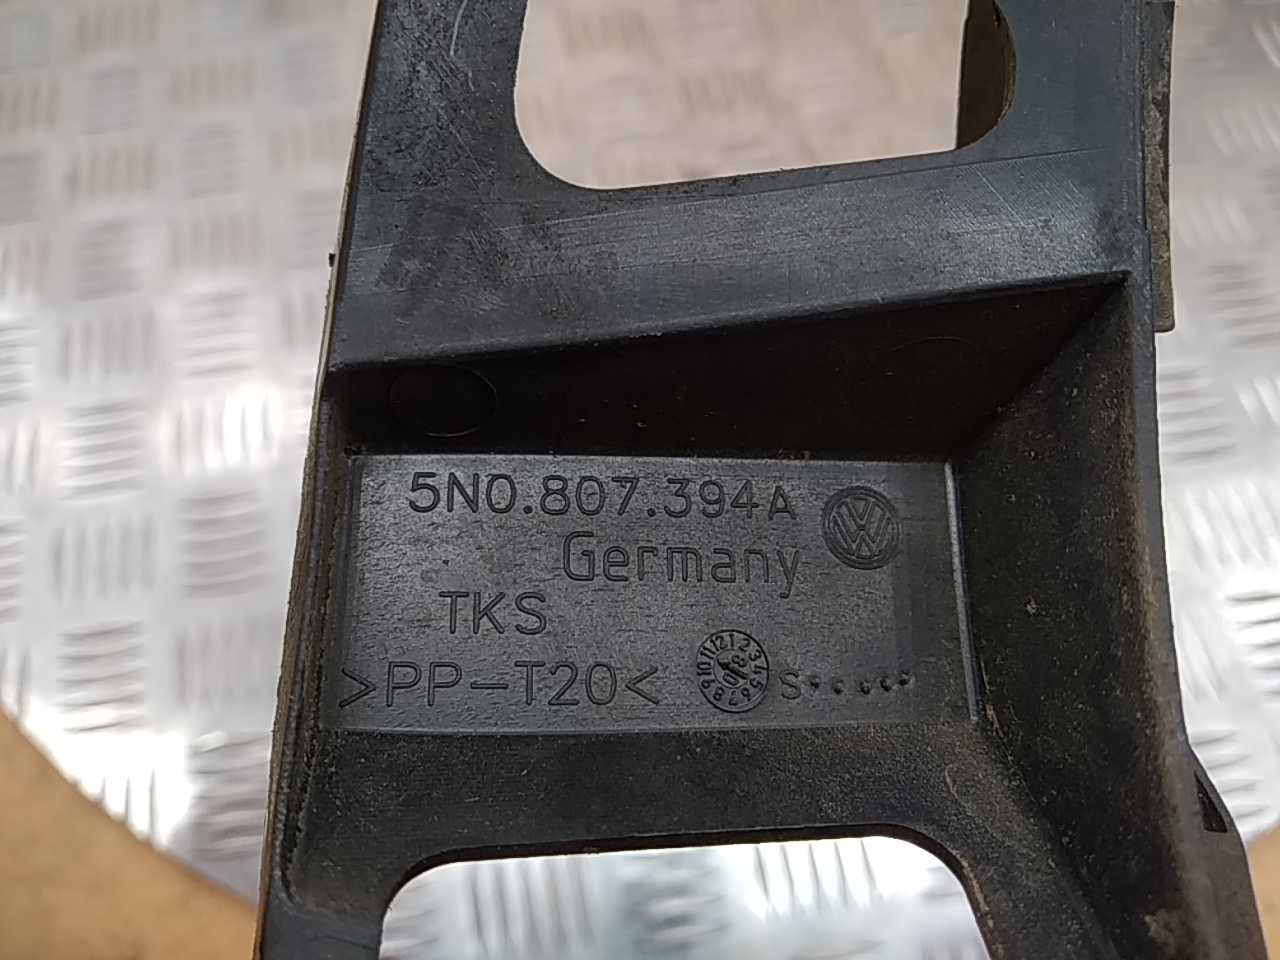 5N0.807.394A
Germany
TKS
>PP-T20<
S